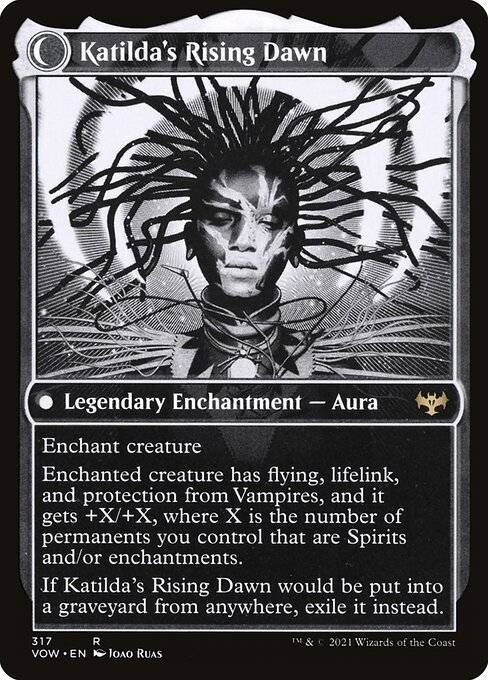 Katilda's Rising Dawn
Legendary Enchantment — Aura
Enchant creature
Enchanted creature has flying, lifelink,
and protection from Vampires, and it
gets +X/+X, where X is the number of
permanents you control that are Spirits
and/or enchantments.
If Katilda's Rising Dawn would be put into
a graveyard from anywhere, exile it instead.
317 R
VOW • EN Joao Ruas
™ & © 2021 Wizards of the Coast